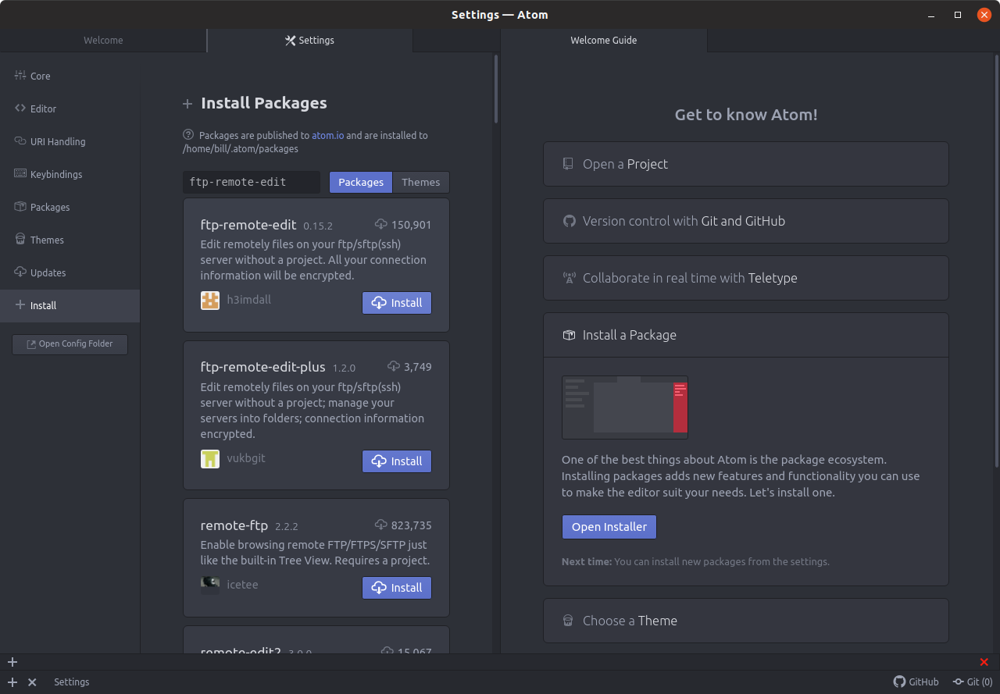 Settings — Atom
Welcome
Settings
Welcome Guide
Core
Editor
URI Handling
Keybindings
Packages
Themes
Updates
Install
Open Config Folder
Install Packages
Packages are published to atom.io and are installed to
/home/bill/.atom/packages
ftp-remote-edit
Packages
Themes
ftp-remote-edit 0.15.2 150,901
Edit remotely files on your ftp/sftp(ssh)
server without a project. All your connection
information will be encrypted.
h3imdall
Install
ftp-remote-edit-plus 1.2.0 3,749
Edit remotely files on your ftp/sftp(ssh)
server without a project; manage your
servers into folders; connection information
encrypted.
vukbgit
Install
remote-ftp 2.2.2 823,735
Enable browsing remote FTP/FTPS/SFTP just
like the built-in Tree View. Requires a project.
icetee
Install
remote-edit2 3.0.0 15,067
Get to know Atom!
Open a Project
Version control with Git and GitHub
Collaborate in real time with Teletype
Install a Package
One of the best things about Atom is the package ecosystem.
Installing packages adds new features and functionality you can use
to make the editor suit your needs. Let's install one.
Open Installer
Next time: You can install new packages from the settings.
Choose a Theme
Settings
GitHub
Git (0)